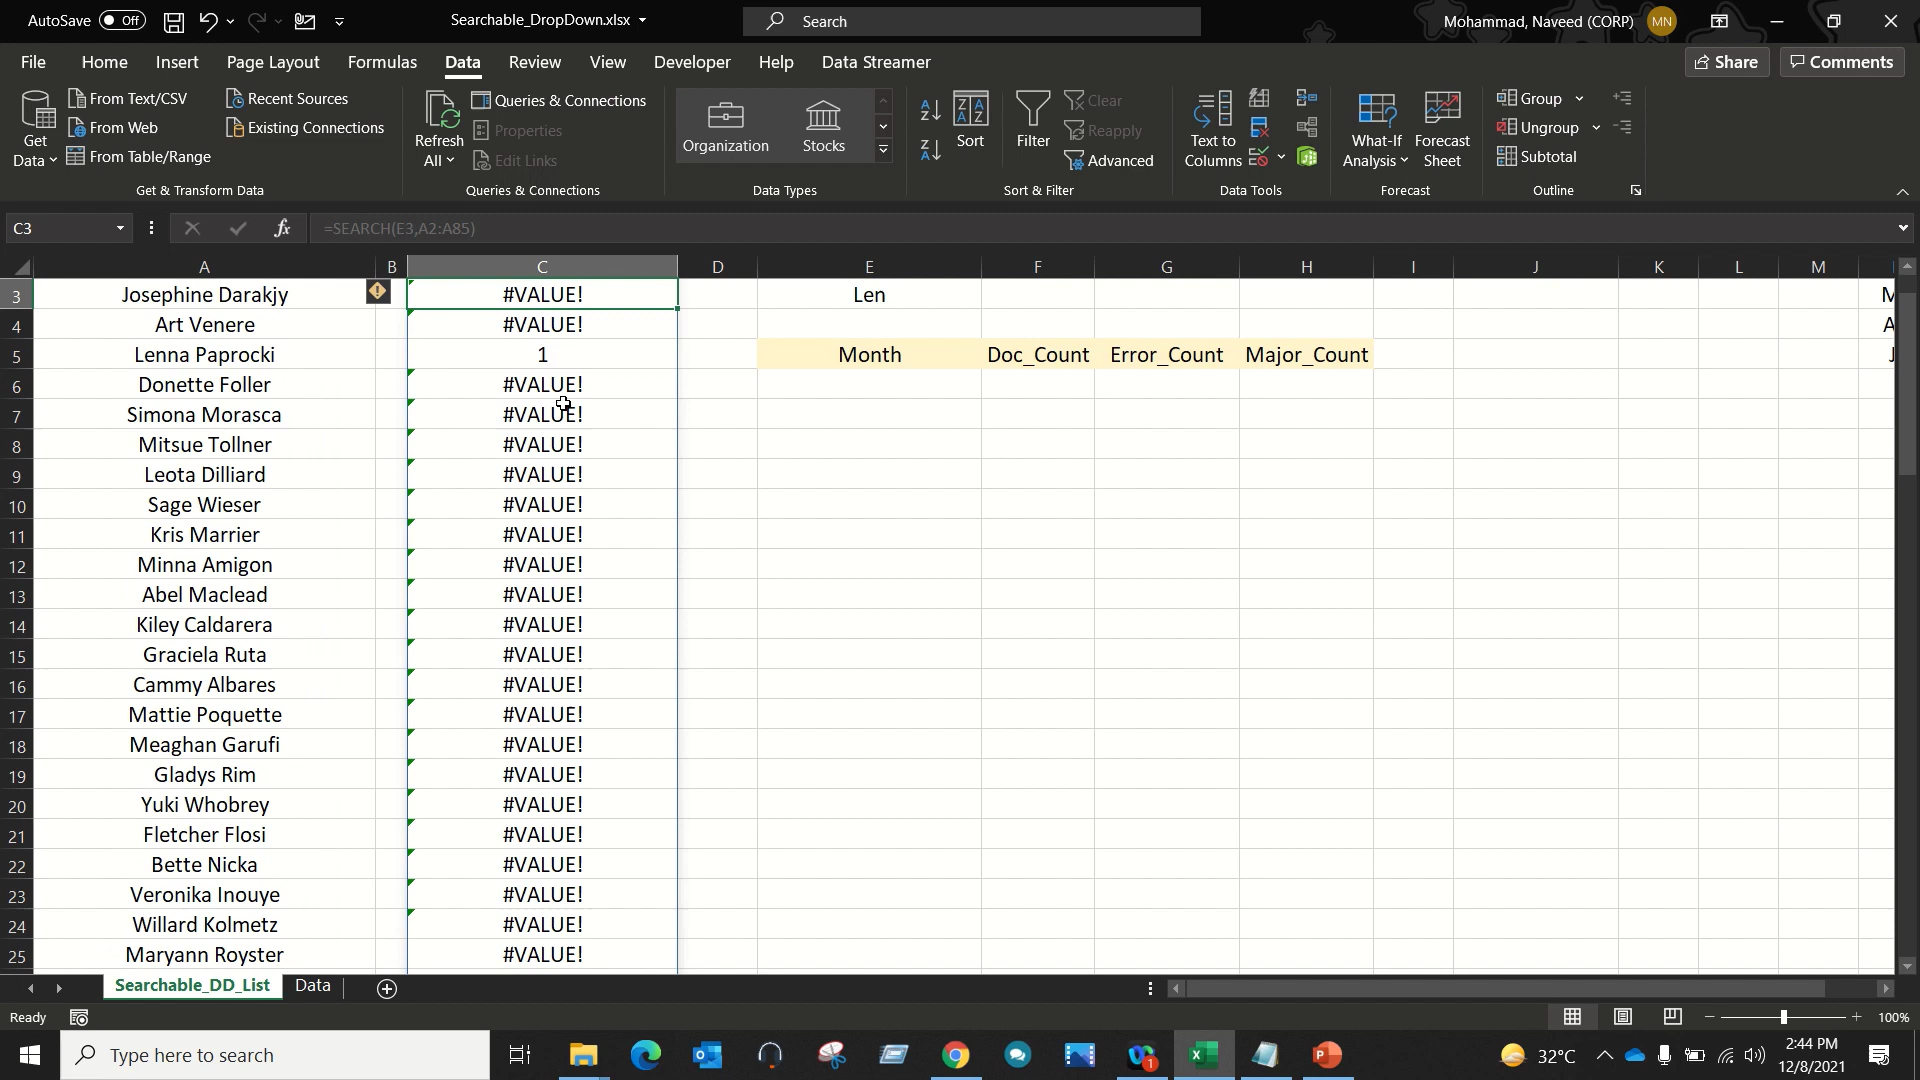 AutoSave Off Searchable_DropDown.xlsx Search Mohammad, Naveed (CORP) MN
File Home Insert Page Layout Formulas Data Review View Developer Help Data Streamer Share Comments
Get Data
From Text/CSV
From Web
From Table/Range
Recent Sources
Existing Connections
Get & Transform Data
Refresh All
Queries & Connections
Properties
Edit Links
Queries & Connections
Organization Stocks
Data Types
Sort
Filter
Clear
Reapply
Advanced
Sort & Filter
Text to Columns
Data Tools
What-If Analysis
Forecast Sheet
Forecast
Group
Ungroup
Subtotal
Outline
C3 fx =SEARCH(E3,A2:A85)
A B C D E F G H I J K L M
3 Josephine Darakjy #VALUE! Len
4 Art Venere #VALUE!
5 Lenna Paprocki 1 Month Doc_Count Error_Count Major_Count
6 Donette Foller #VALUE!
7 Simona Morasca #VALUE!
8 Mitsue Tollner #VALUE!
9 Leota Dilliard #VALUE!
10 Sage Wieser #VALUE!
11 Kris Marrier #VALUE!
12 Minna Amigon #VALUE!
13 Abel Maclead #VALUE!
14 Kiley Caldarera #VALUE!
15 Graciela Ruta #VALUE!
16 Cammy Albares #VALUE!
17 Mattie Poquette #VALUE!
18 Meaghan Garufi #VALUE!
19 Gladys Rim #VALUE!
20 Yuki Whobrey #VALUE!
21 Fletcher Flosi #VALUE!
22 Bette Nicka #VALUE!
23 Veronika Inouye #VALUE!
24 Willard Kolmetz #VALUE!
25 Maryann Royster #VALUE!
Searchable_DD_List Data
Ready 100%
Type here to search 1 32°C 2:44 PM
12/8/2021